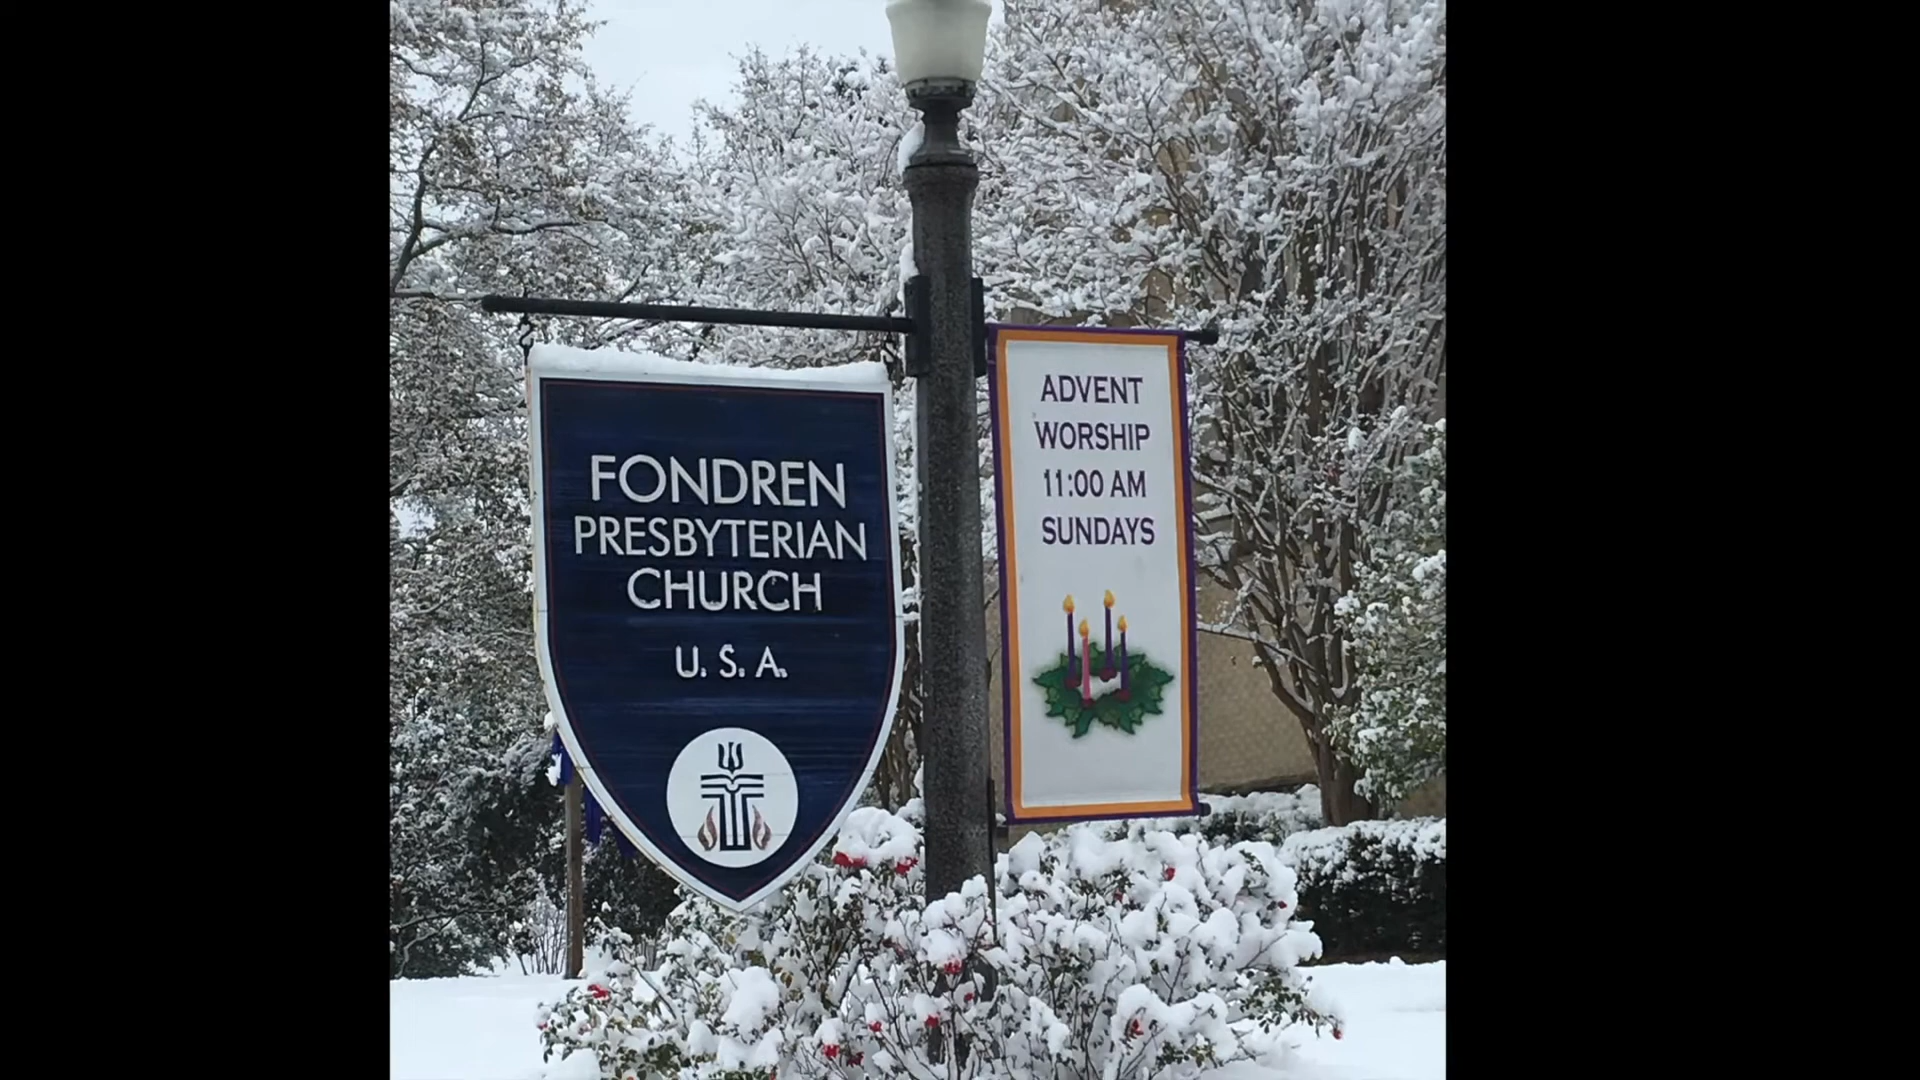 FONDREN
PRESBYTERIAN
CHURCH
U. S. A.
ADVENT
WORSHIP
11:00 AM
SUNDAYS